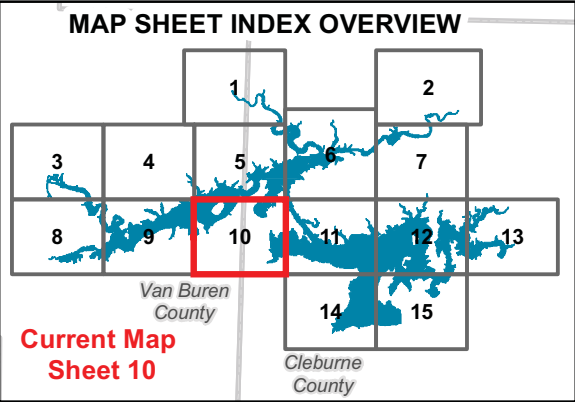 MAP SHEET INDEX OVERVIEW
1
2
3
4
5
6
7
8
9
10
11
12
13
14
15
Van Buren
County
Current Map
Sheet 10
Cleburne
County